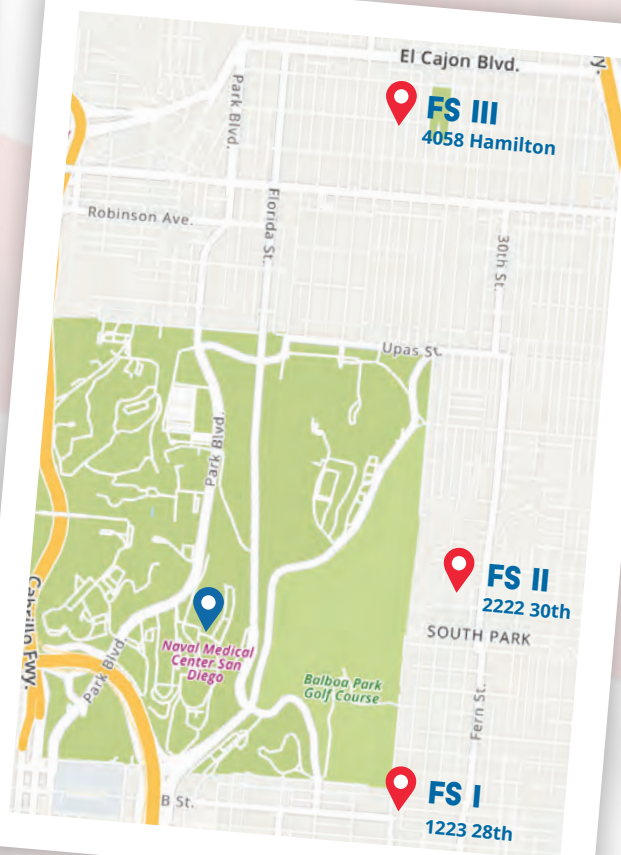 El Cajon Blvd.
y.
FS III
4058 Hamilton
Park Blvd.
Florida St.
Robinson Ave.
30th St.
Upas St.
Park Blvd.
FS II
2222 30th
SOUTH PARK
Cabrillo Fwy.
Park Blvd.
Naval Medical
Center San
Diego
Balboa Park
Golf Course
Fern St.
FS I
1223 28th
B St.